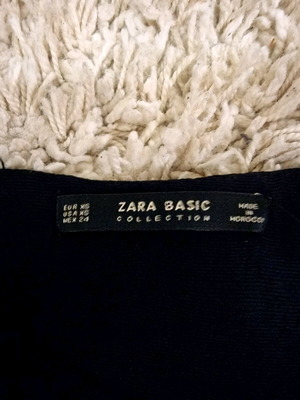 EUR XS
USA XS
MEX 24
ZARA BASIC
COLLECTION
MADE
IN
MOROCCO